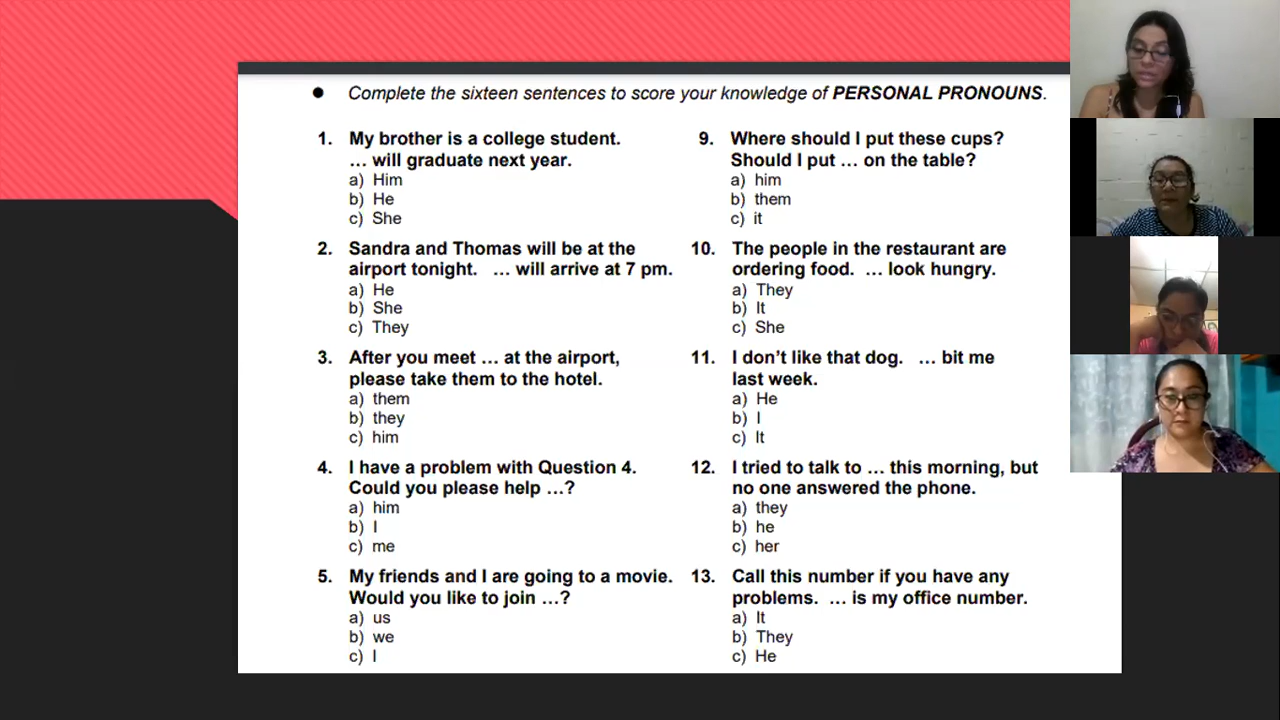 ● Complete the sixteen sentences to score your knowledge of PERSONAL PRONOUNS.
1. My brother is a college student.
… will graduate next year.
a) Him
b) He
c) She
2. Sandra and Thomas will be at the
airport tonight. … will arrive at 7 pm.
a) He
b) She
c) They
3. After you meet … at the airport,
please take them to the hotel.
a) them
b) they
c) him
4. I have a problem with Question 4.
Could you please help …?
a) him
b) I
c) me
5. My friends and I are going to a movie.
Would you like to join …?
a) us
b) we
c) I
9. Where should I put these cups?
Should I put … on the table?
a) him
b) them
c) it
10. The people in the restaurant are
ordering food. … look hungry.
a) They
b) It
c) She
11. I don’t like that dog. … bit me
last week.
a) He
b) I
c) It
12. I tried to talk to … this morning, but
no one answered the phone.
a) they
b) he
c) her
13. Call this number if you have any
problems. … is my office number.
a) It
b) They
c) He